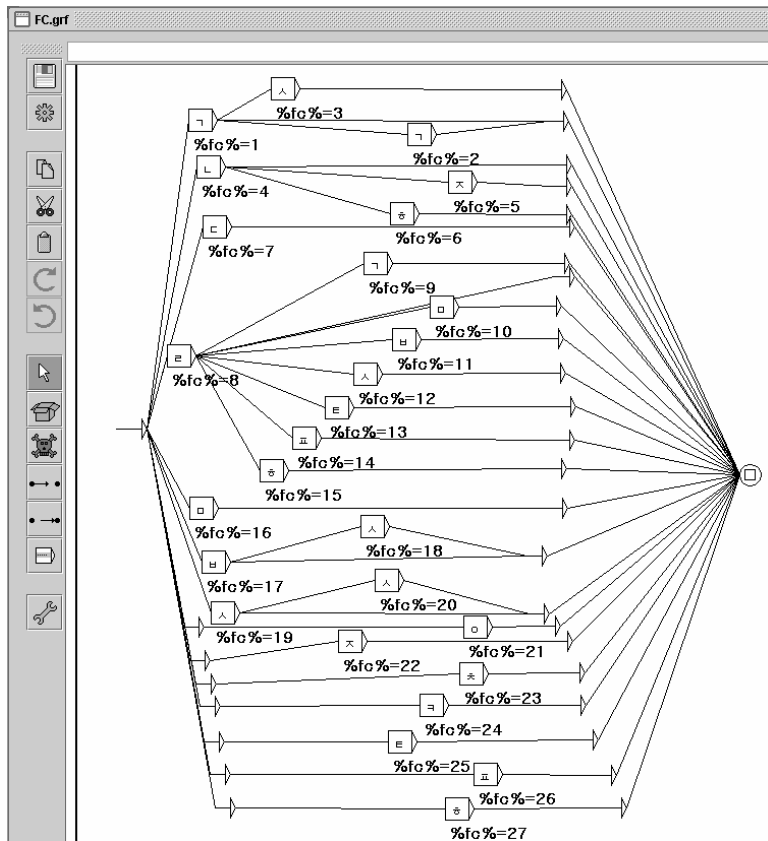 FC.grf
ㅅ
%fc%=3
ㄱ
%fc%=1
ㄱ
%fc%=2
ㄴ
%fc%=4
ㅈ
%fc%=5
ㅎ
%fc%=6
ㄷ
%fc%=7
ㄱ
%fc%=9
ㅁ
%fc%=10
ㅂ
%fc%=11
ㄹ
%fc%=8
ㅅ
%fc%=12
ㅌ
%fc%=13
ㅍ
%fc%=14
ㅎ
%fc%=15
ㅁ
%fc%=16
ㅅ
%fc%=18
ㅂ
%fc%=17
ㅅ
%fc%=20
ㅅ
%fc%=19
ㅇ
%fc%=21
ㅈ
%fc%=22
ㅊ
%fc%=23
ㅋ
%fc%=24
ㅌ
%fc%=25
ㅍ
%fc%=26
ㅎ
%fc%=27